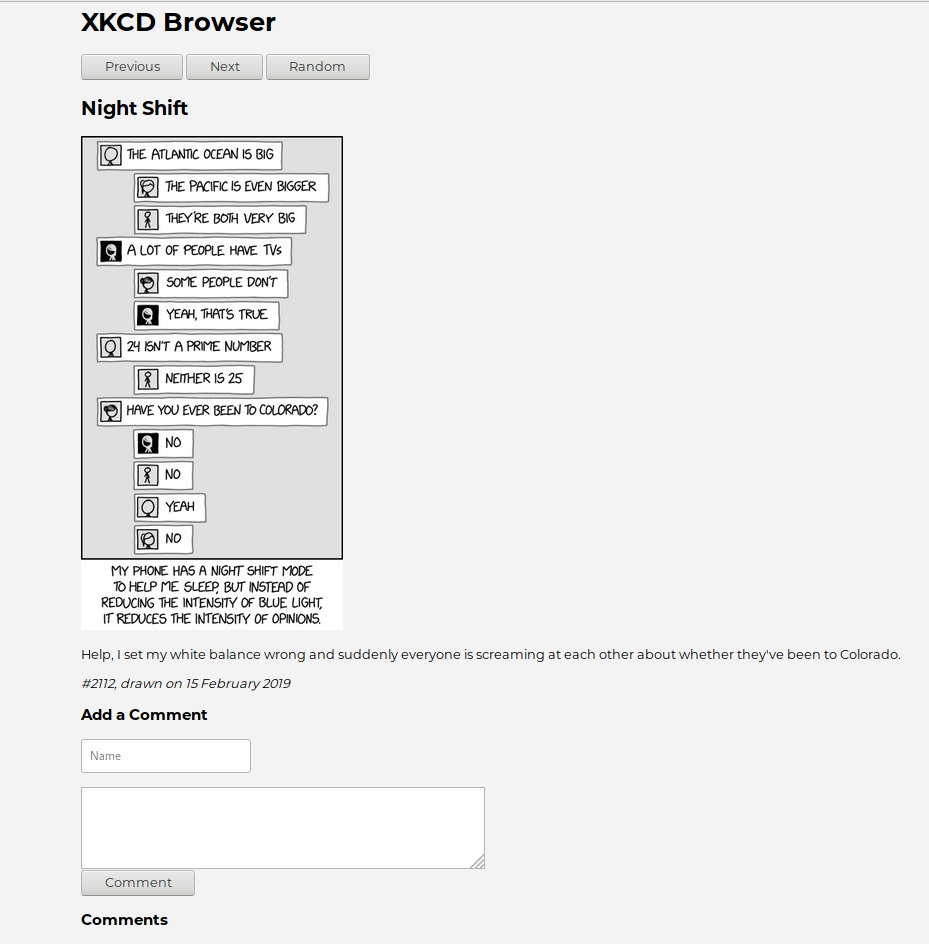 XKCD Browser
Previous Next Random
Night Shift
THE ATLANTIC OCEAN IS BIG
THE PACIFIC IS EVEN BIGGER
THEY'RE BOTH VERY BIG
A LOT OF PEOPLE HAVE TVs
SOME PEOPLE DON'T
YEAH, THAT'S TRUE
24 ISN'T A PRIME NUMBER
NEITHER IS 25
HAVE YOU EVER BEEN TO COLORADO?
NO
NO
YEAH
NO
MY PHONE HAS A NIGHT SHIFT MODE
TO HELP ME SLEEP, BUT INSTEAD OF
REDUCING THE INTENSITY OF BLUE LIGHT,
IT REDUCES THE INTENSITY OF OPINIONS.
Help, I set my white balance wrong and suddenly everyone is screaming at each other about whether they've been to Colorado.
#2112, drawn on 15 February 2019
Add a Comment
Name
Comment
Comments